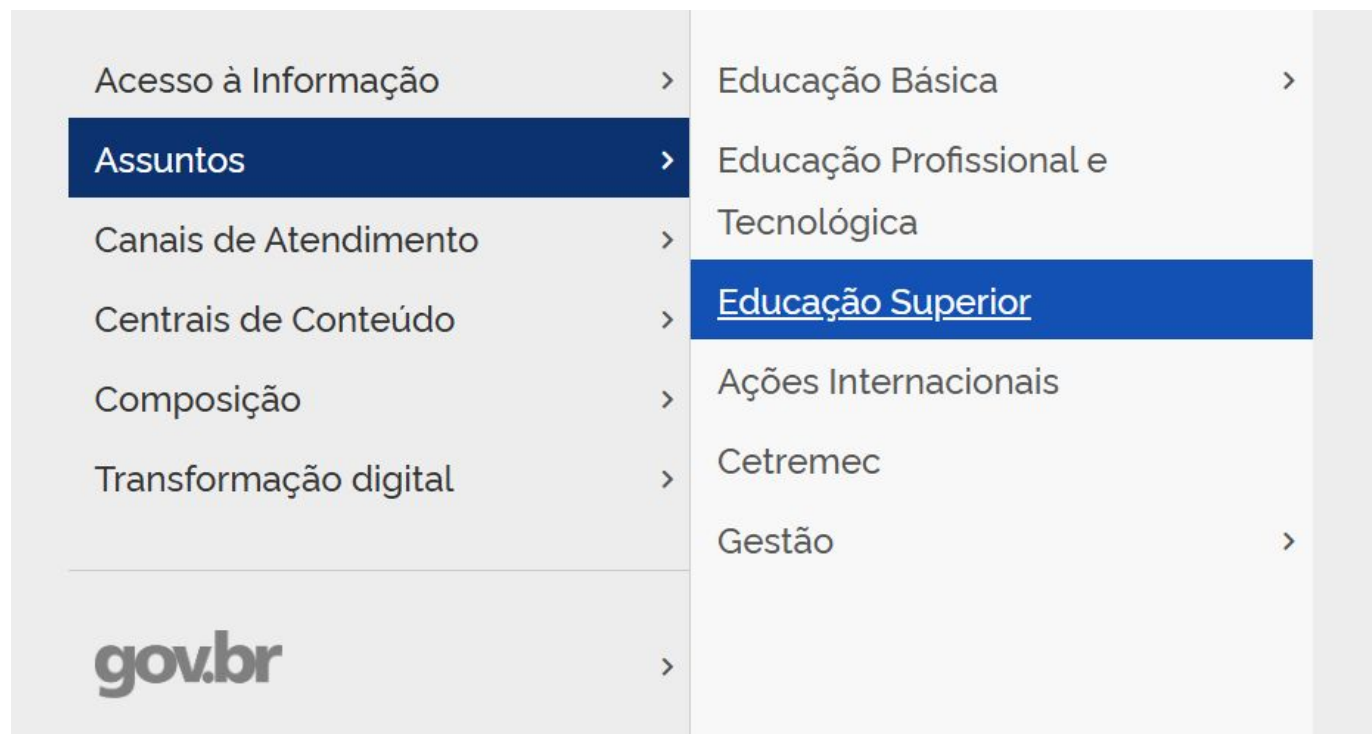 Acesso à Informação
Assuntos
Canais de Atendimento
Centrais de Conteúdo
Composição
Transformação digital
gov.br
Educação Básica
Educação Profissional e
Tecnológica
Educação Superior
Ações Internacionais
Cetremec
Gestão